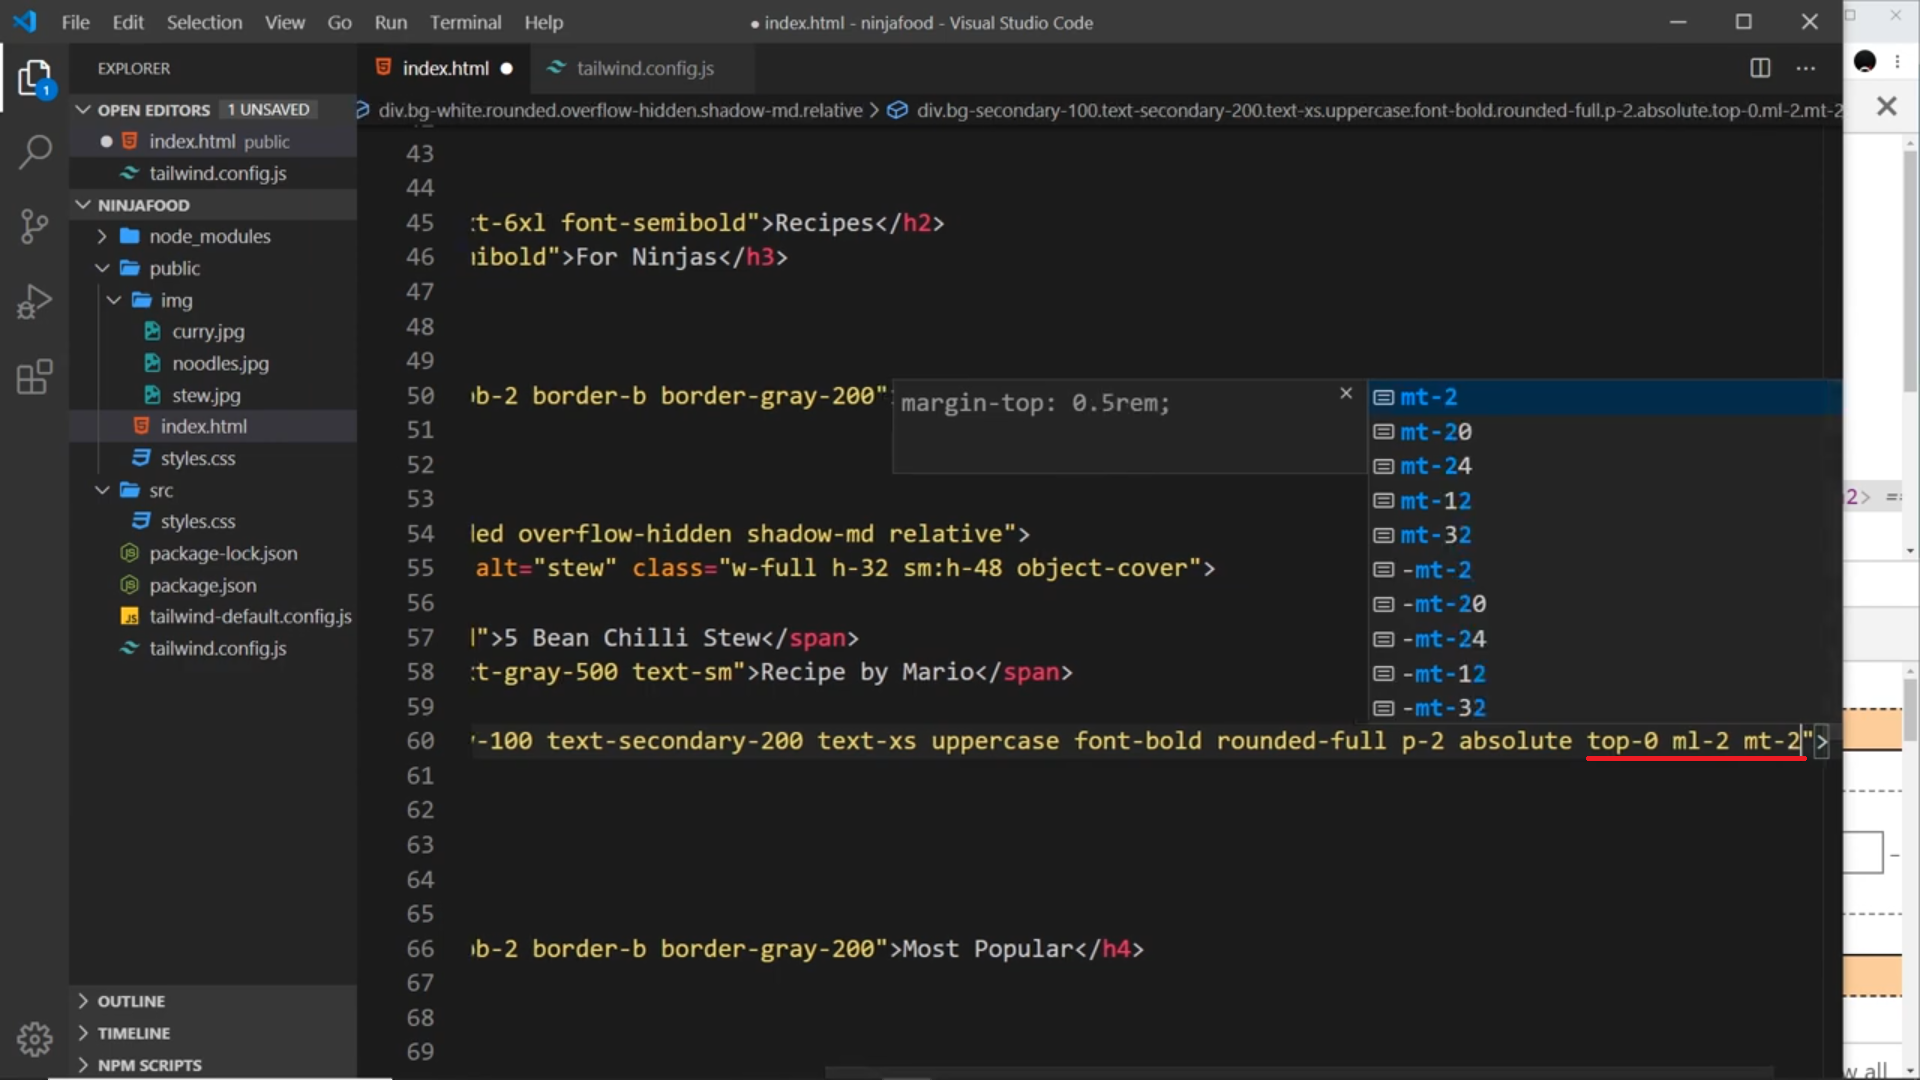 File Edit Selection View Go Run Terminal Help
● index.html - ninjafood - Visual Studio Code
EXPLORER
index.html ●
tailwind.config.js
OPEN EDITORS 1 UNSAVED
index.html public
tailwind.config.js
NINJAFOOD
node_modules
public
img
curry.jpg
noodles.jpg
stew.jpg
index.html
styles.css
src
styles.css
package-lock.json
package.json
tailwind-default.config.js
tailwind.config.js
OUTLINE
TIMELINE
NPM SCRIPTS
1
div.bg-white.rounded.overflow-hidden.shadow-md.relative > div.bg-secondary-100.text-secondary-200.text-xs.uppercase.font-bold.rounded-full.p-2.absolute.top-0.ml-2.mt-2
43
44
45 xt-6xl font-semibold">Recipes</h2>
46 nibold">For Ninjas</h3>
47
48
49
50 pb-2 border-b border-gray-200"
51
52
53
54 led overflow-hidden shadow-md relative">
55 alt="stew" class="w-full h-32 sm:h-48 object-cover">
56
57 d">5 Bean Chilli Stew</span>
58 xt-gray-500 text-sm">Recipe by Mario</span>
59
60 y-100 text-secondary-200 text-xs uppercase font-bold rounded-full p-2 absolute top-0 ml-2 mt-2">
61
62
63
64
65
66 pb-2 border-b border-gray-200">Most Popular</h4>
67
68
69
margin-top: 0.5rem;
mt-2
mt-20
mt-24
mt-12
mt-32
-mt-2
-mt-20
-mt-24
-mt-12
-mt-32
2> ==
w all